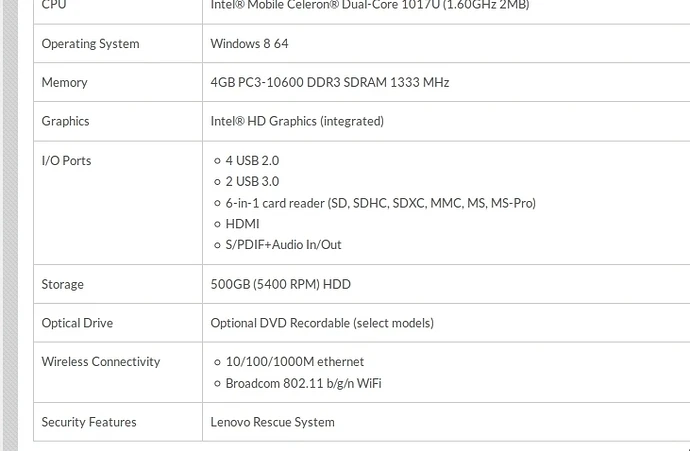 CPU Intel® Mobile Celeron® Dual-Core 1017U (1.60GHz 2MB)
Operating System Windows 8 64
Memory 4GB PC3-10600 DDR3 SDRAM 1333 MHz
Graphics Intel® HD Graphics (integrated)
I/O Ports
4 USB 2.0
2 USB 3.0
6-in-1 card reader (SD, SDHC, SDXC, MMC, MS, MS-Pro)
HDMI
S/PDIF+Audio In/Out
Storage 500GB (5400 RPM) HDD
Optical Drive Optional DVD Recordable (select models)
Wireless Connectivity
10/100/1000M ethernet
Broadcom 802.11 b/g/n WiFi
Security Features Lenovo Rescue System